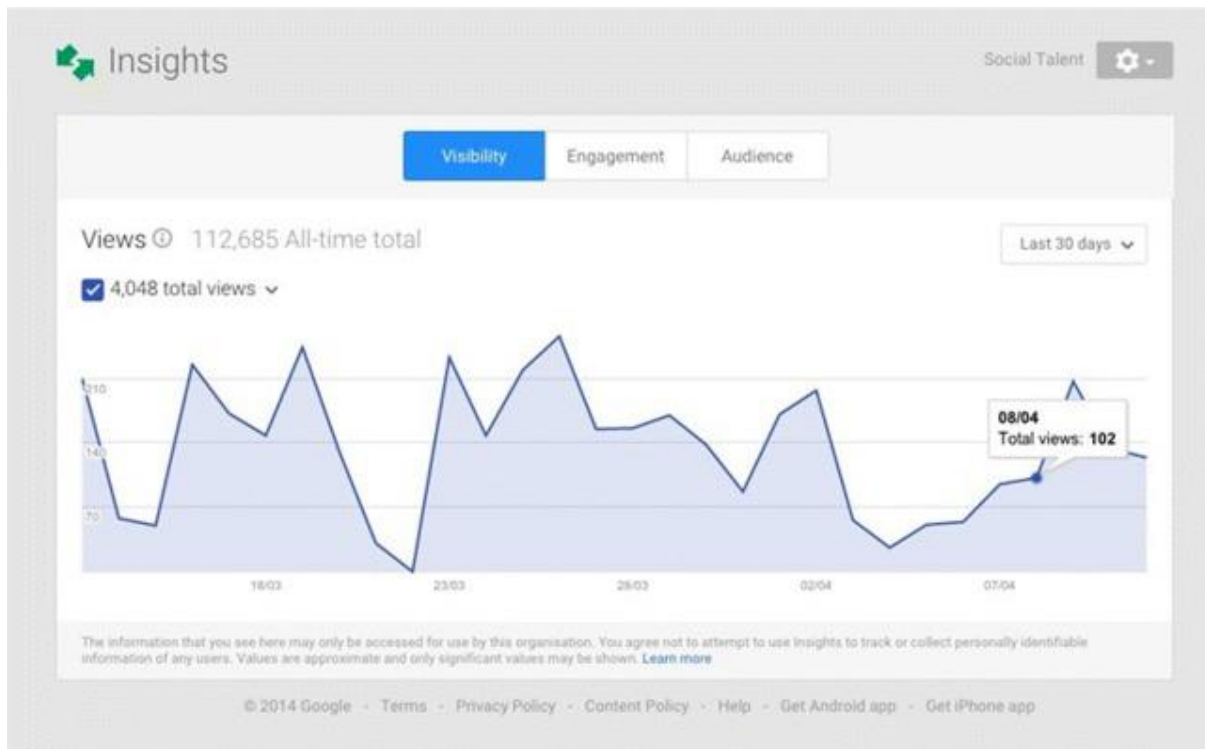 Insights
Social Talent
Visibility Engagement Audience
Views 112,685 All-time total
Last 30 days
4,048 total views
210
140
70
08/04
Total views: 102
18/03 23/03 28/03 02/04 07/04
The information that you see here may only be accessed for use by this organisation. You agree not to attempt to use Insights to track or collect personally identifiable
information of any users. Values are approximate and only significant values may be shown. Learn more
© 2014 Google - Terms - Privacy Policy - Content Policy - Help - Get Android app - Get iPhone app